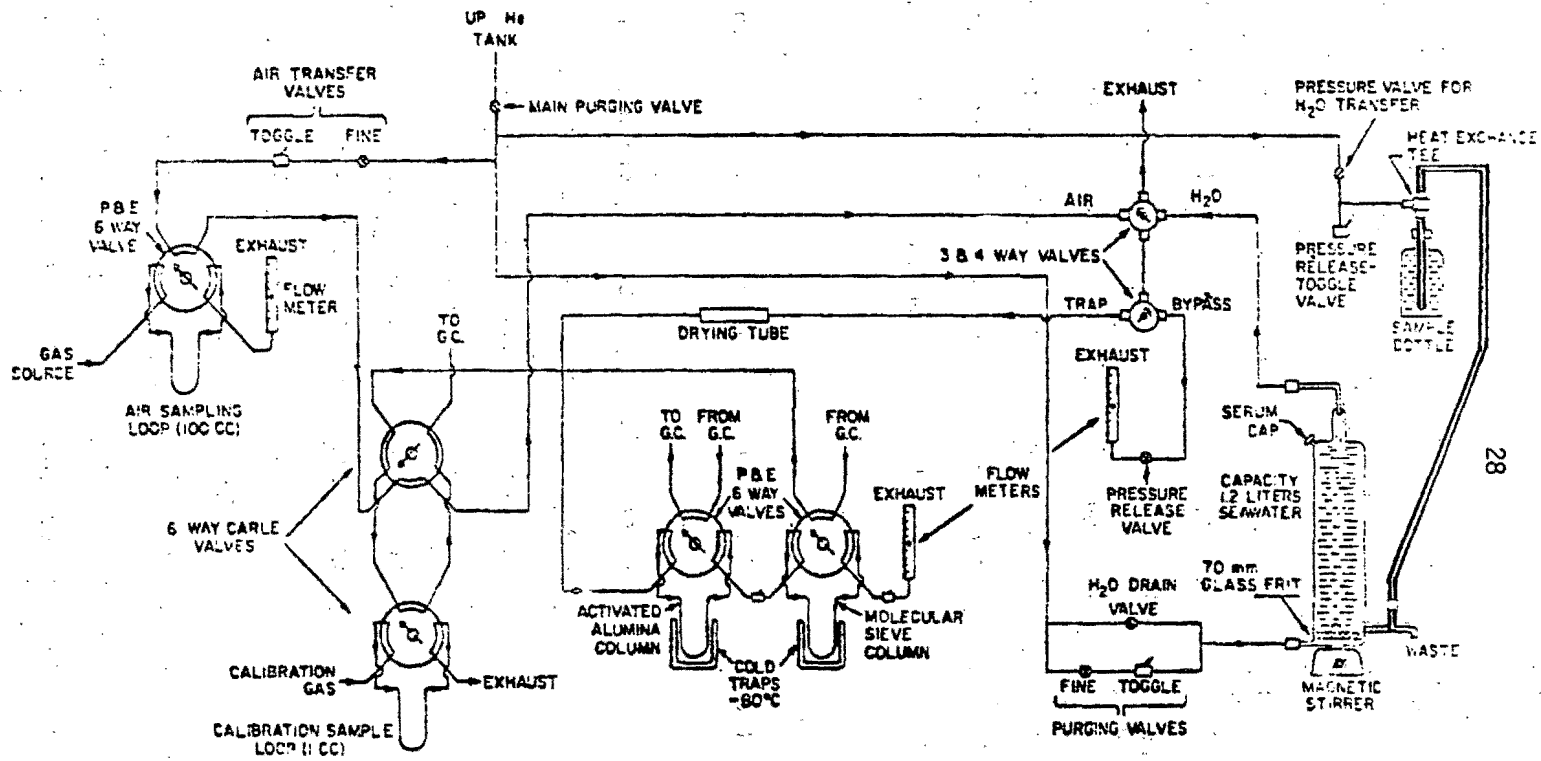 UP He
TANK
AIR TRANSFER
VALVES
TOGGLE
FINE
MAIN PURGING VALVE
EXHAUST
PRESSURE VALVE FOR
H₂O TRANSFER
HEAT EXCHANGE
TEE
P&E
6 WAY
VALVE
EXHAUST
FLOW
METER
AIR
H₂O
3 & 4 WAY VALVES
PRESSURE
RELEASE-
TOGGLE
VALVE
SAMPLE
BOTTLE
TRAP
BYPASS
DRYING TUBE
GAS
SOURCE
TO
G.C.
AIR SAMPLING
LOOP (100 CC)
EXHAUST
SERUM
CAP
TO
G.C.
FROM
G.C.
FROM
G.C.
P&E
6 WAY
VALVES
EXHAUST
FLOW
METERS
PRESSURE
RELEASE
VALVE
CAPACITY
1.2 LITERS
SEAWATER
28
6 WAY CARLE
VALVES
70 mm
GLASS FRIT
H₂O DRAIN
VALVE
ACTIVATED
ALUMINA
COLUMN
MOLECULAR
SIEVE
COLUMN
COLD
TRAPS
-80°C
WASTE
CALIBRATION
GAS
EXHAUST
FINE
TOGGLE
MAGNETIC
STIRRER
PURGING VALVES
CALIBRATION SAMPLE
LOOP (1 CC)